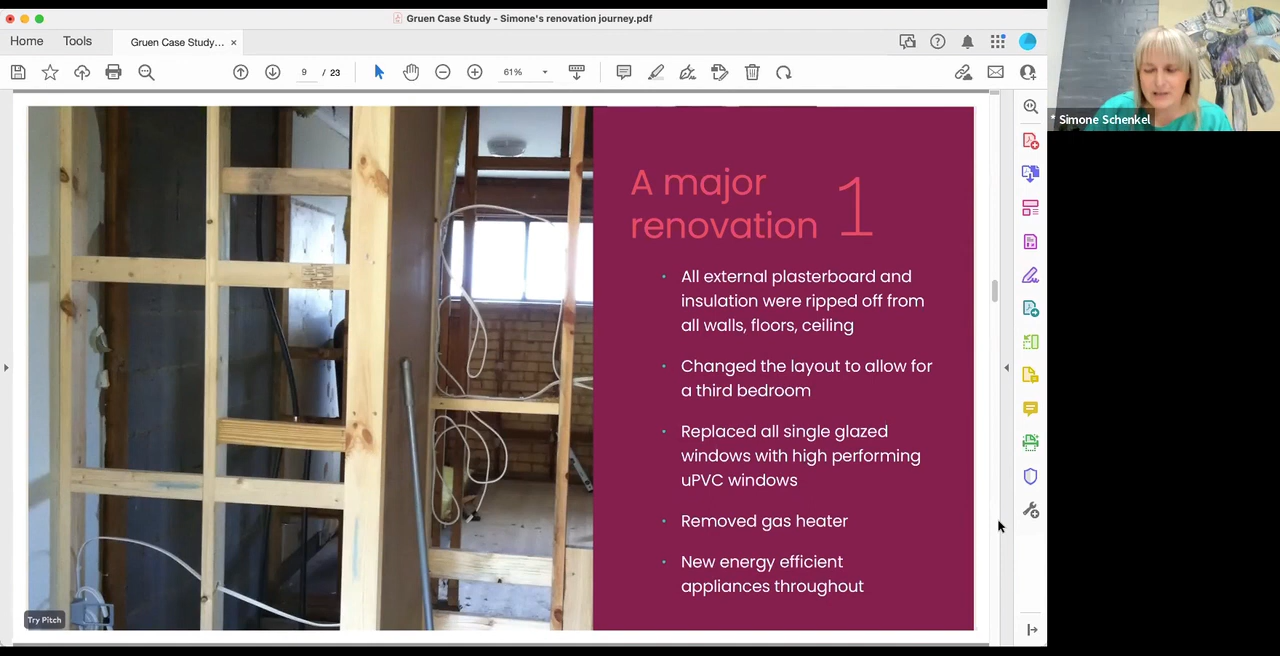 Gruen Case Study - Simone's renovation journey.pdf
Home
Tools
Gruen Case Study...
9 / 23
61%
* Simone Schenkel
A major
renovation
1
All external plasterboard and
insulation were ripped off from
all walls, floors, ceiling
Changed the layout to allow for
a third bedroom
Replaced all single glazed
windows with high performing
uPVC windows
Removed gas heater
New energy efficient
appliances throughout
Try Pitch